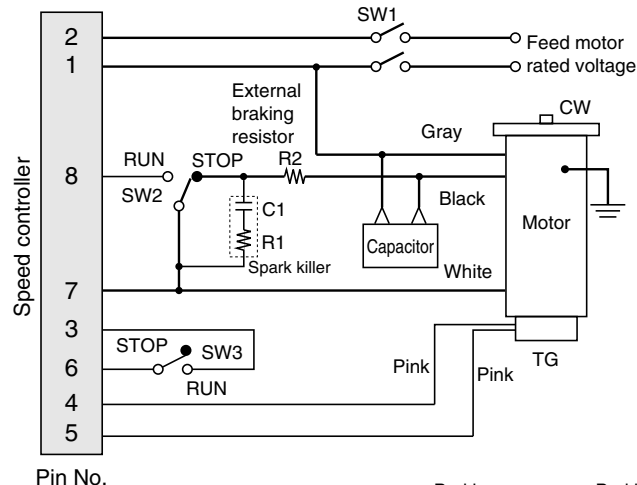 SW1
2
Feed motor
1
rated voltage
External
braking
resistor
CW
Gray
RUN
STOP
R2
8
SW2
Black
C1
R1
Capacitor
Motor
Spark killer
White
7
Speed controller
3
STOP
SW3
6
RUN
Pink
Pink
TG
4
5
Pin No.